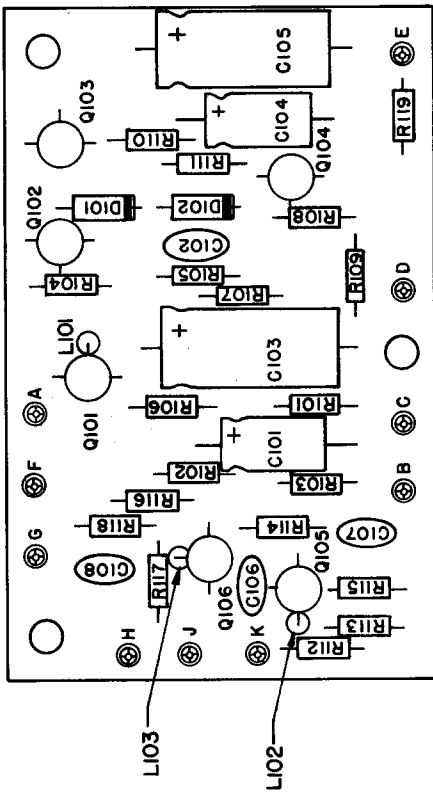 C105
E
Q103
C104
R110
R119
R111
Q104
Q102
D101
D102
R108
C102
R104
R105
R107
R109
D
L101
A
C103
Q101
R106
R101
C
F
C101
R102
R103
B
R116
G
R118
R114
C107
C108
R117
Q105
Q106
C106
R115
H
J
K
R113
R112
L103
L102